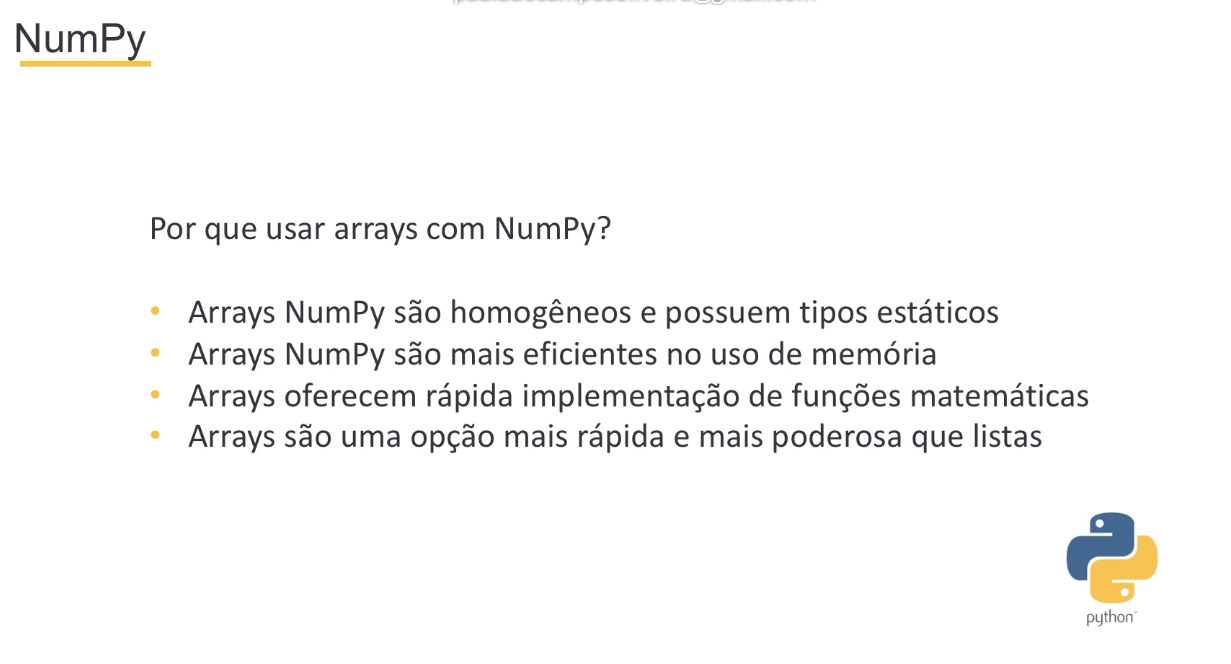 NumPy
Por que usar arrays com NumPy?
• Arrays NumPy são homogêneos e possuem tipos estáticos
• Arrays NumPy são mais eficientes no uso de memória
• Arrays oferecem rápida implementação de funções matemáticas
• Arrays são uma opção mais rápida e mais poderosa que listas
python